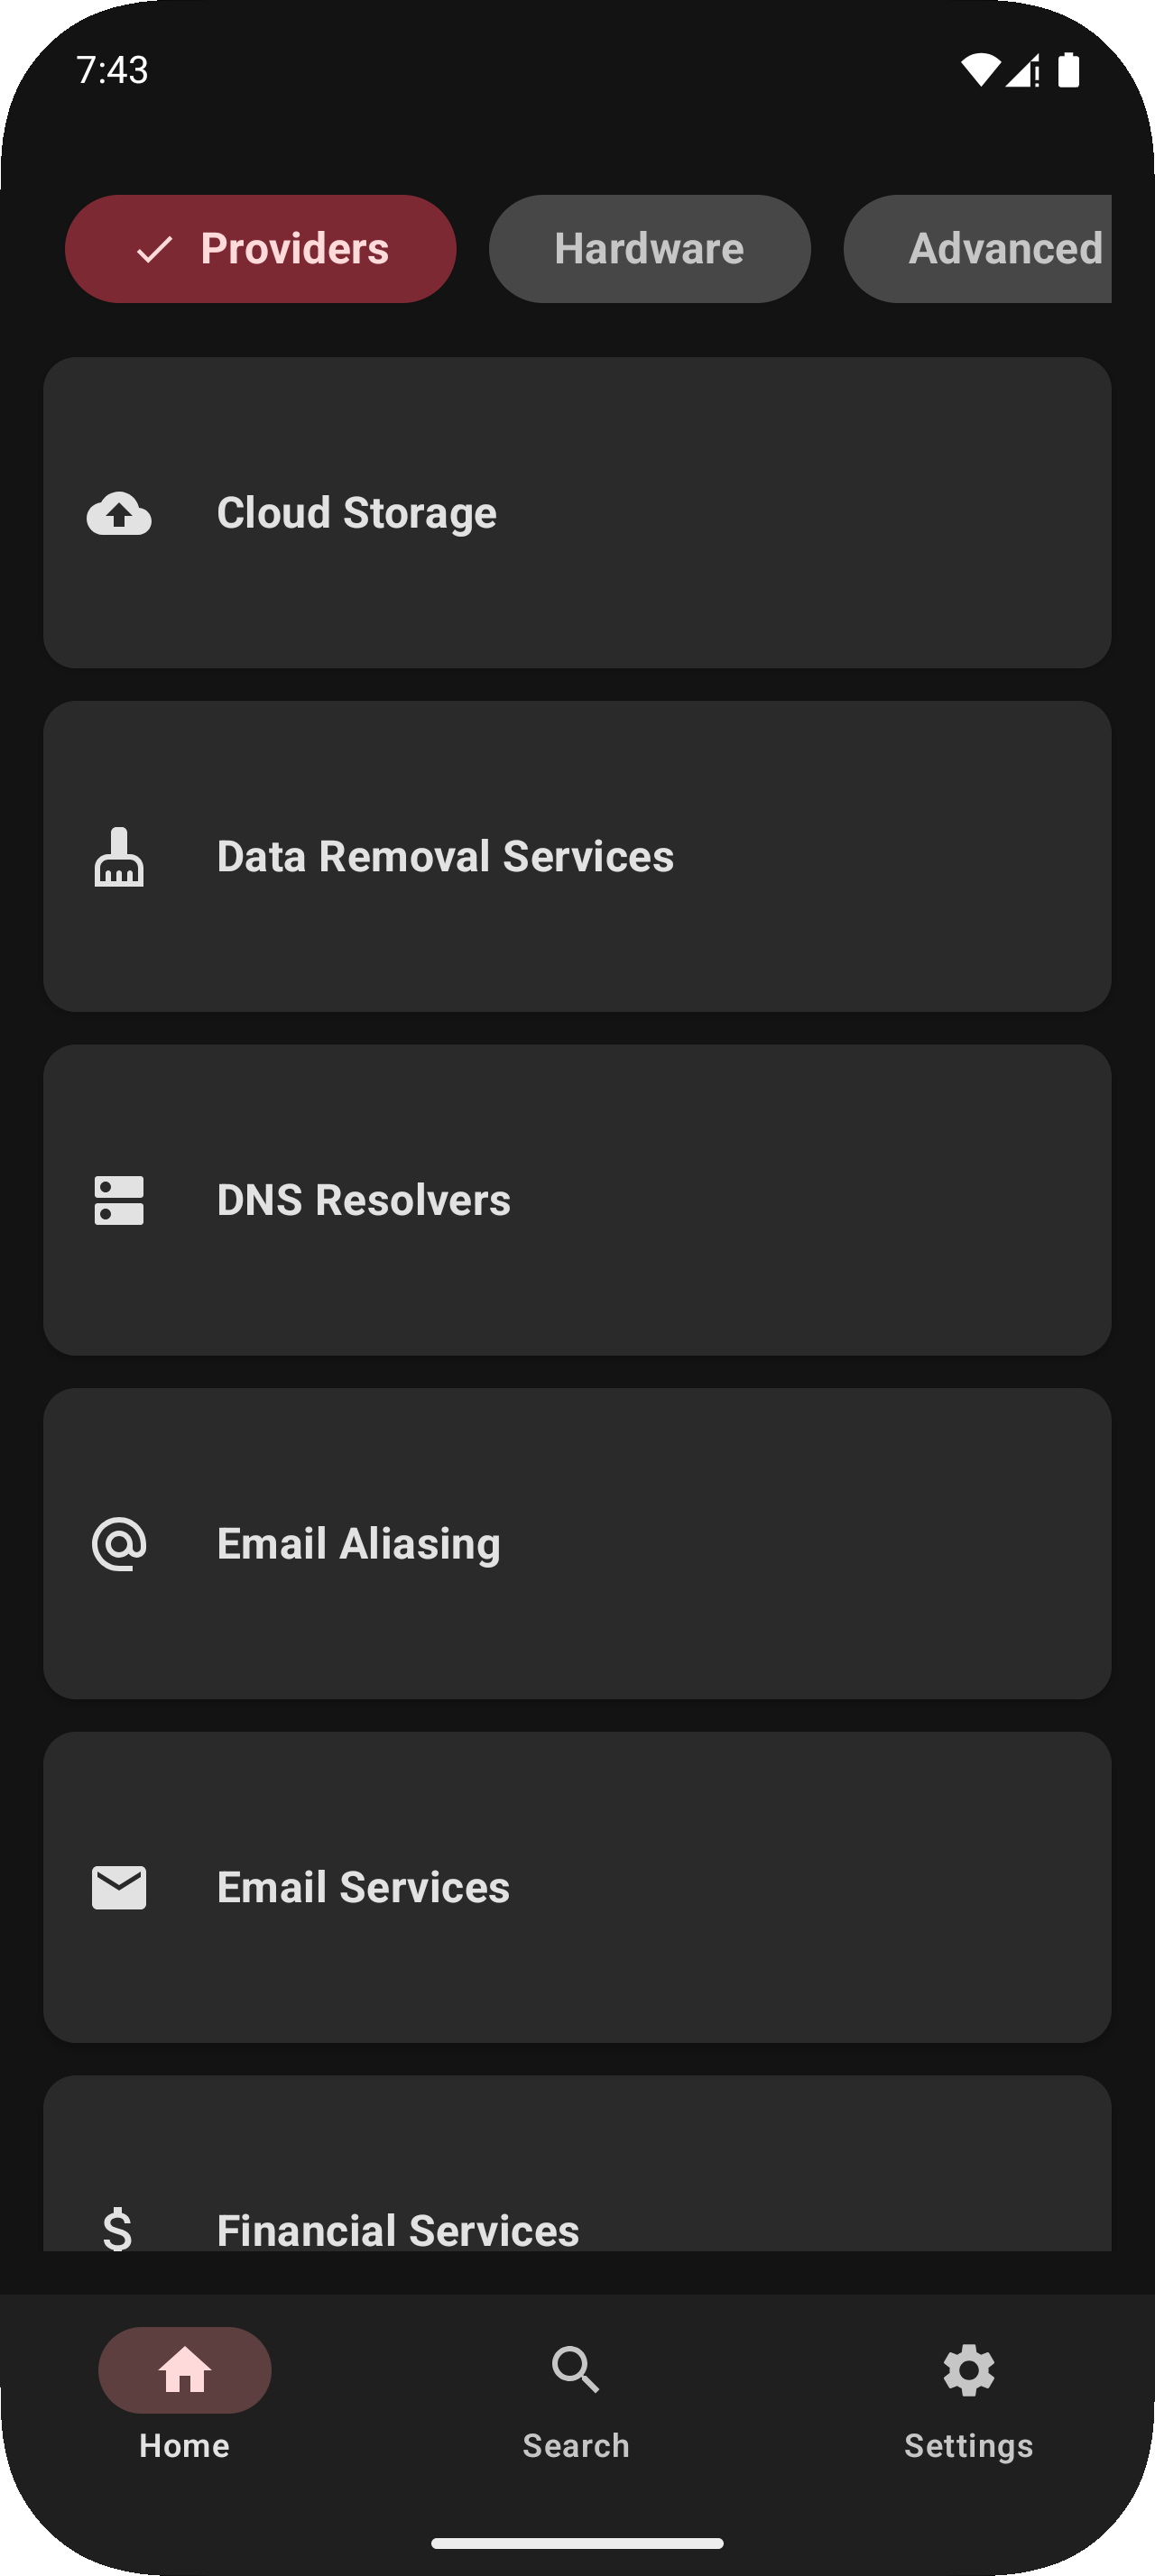 7:43
Providers
Hardware
Advanced
Cloud Storage
Data Removal Services
DNS Resolvers
Email Aliasing
Email Services
Financial Services
Home
Search
Settings